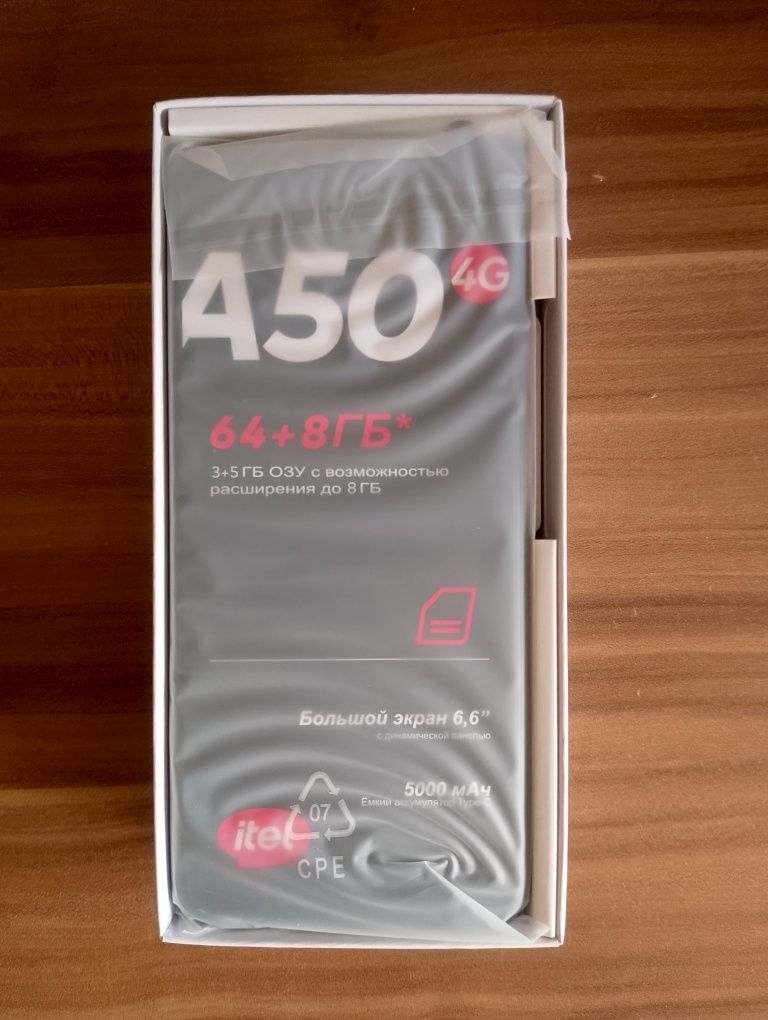 A50 4G
64+8ГБ*
3+5 ГБ ОЗУ с возможностью
расширения до 8 ГБ
Большой экран 6,6”
с динамической панелью
5000 мАч
Ёмкий аккумулятор Type-C
itel
07
CPE